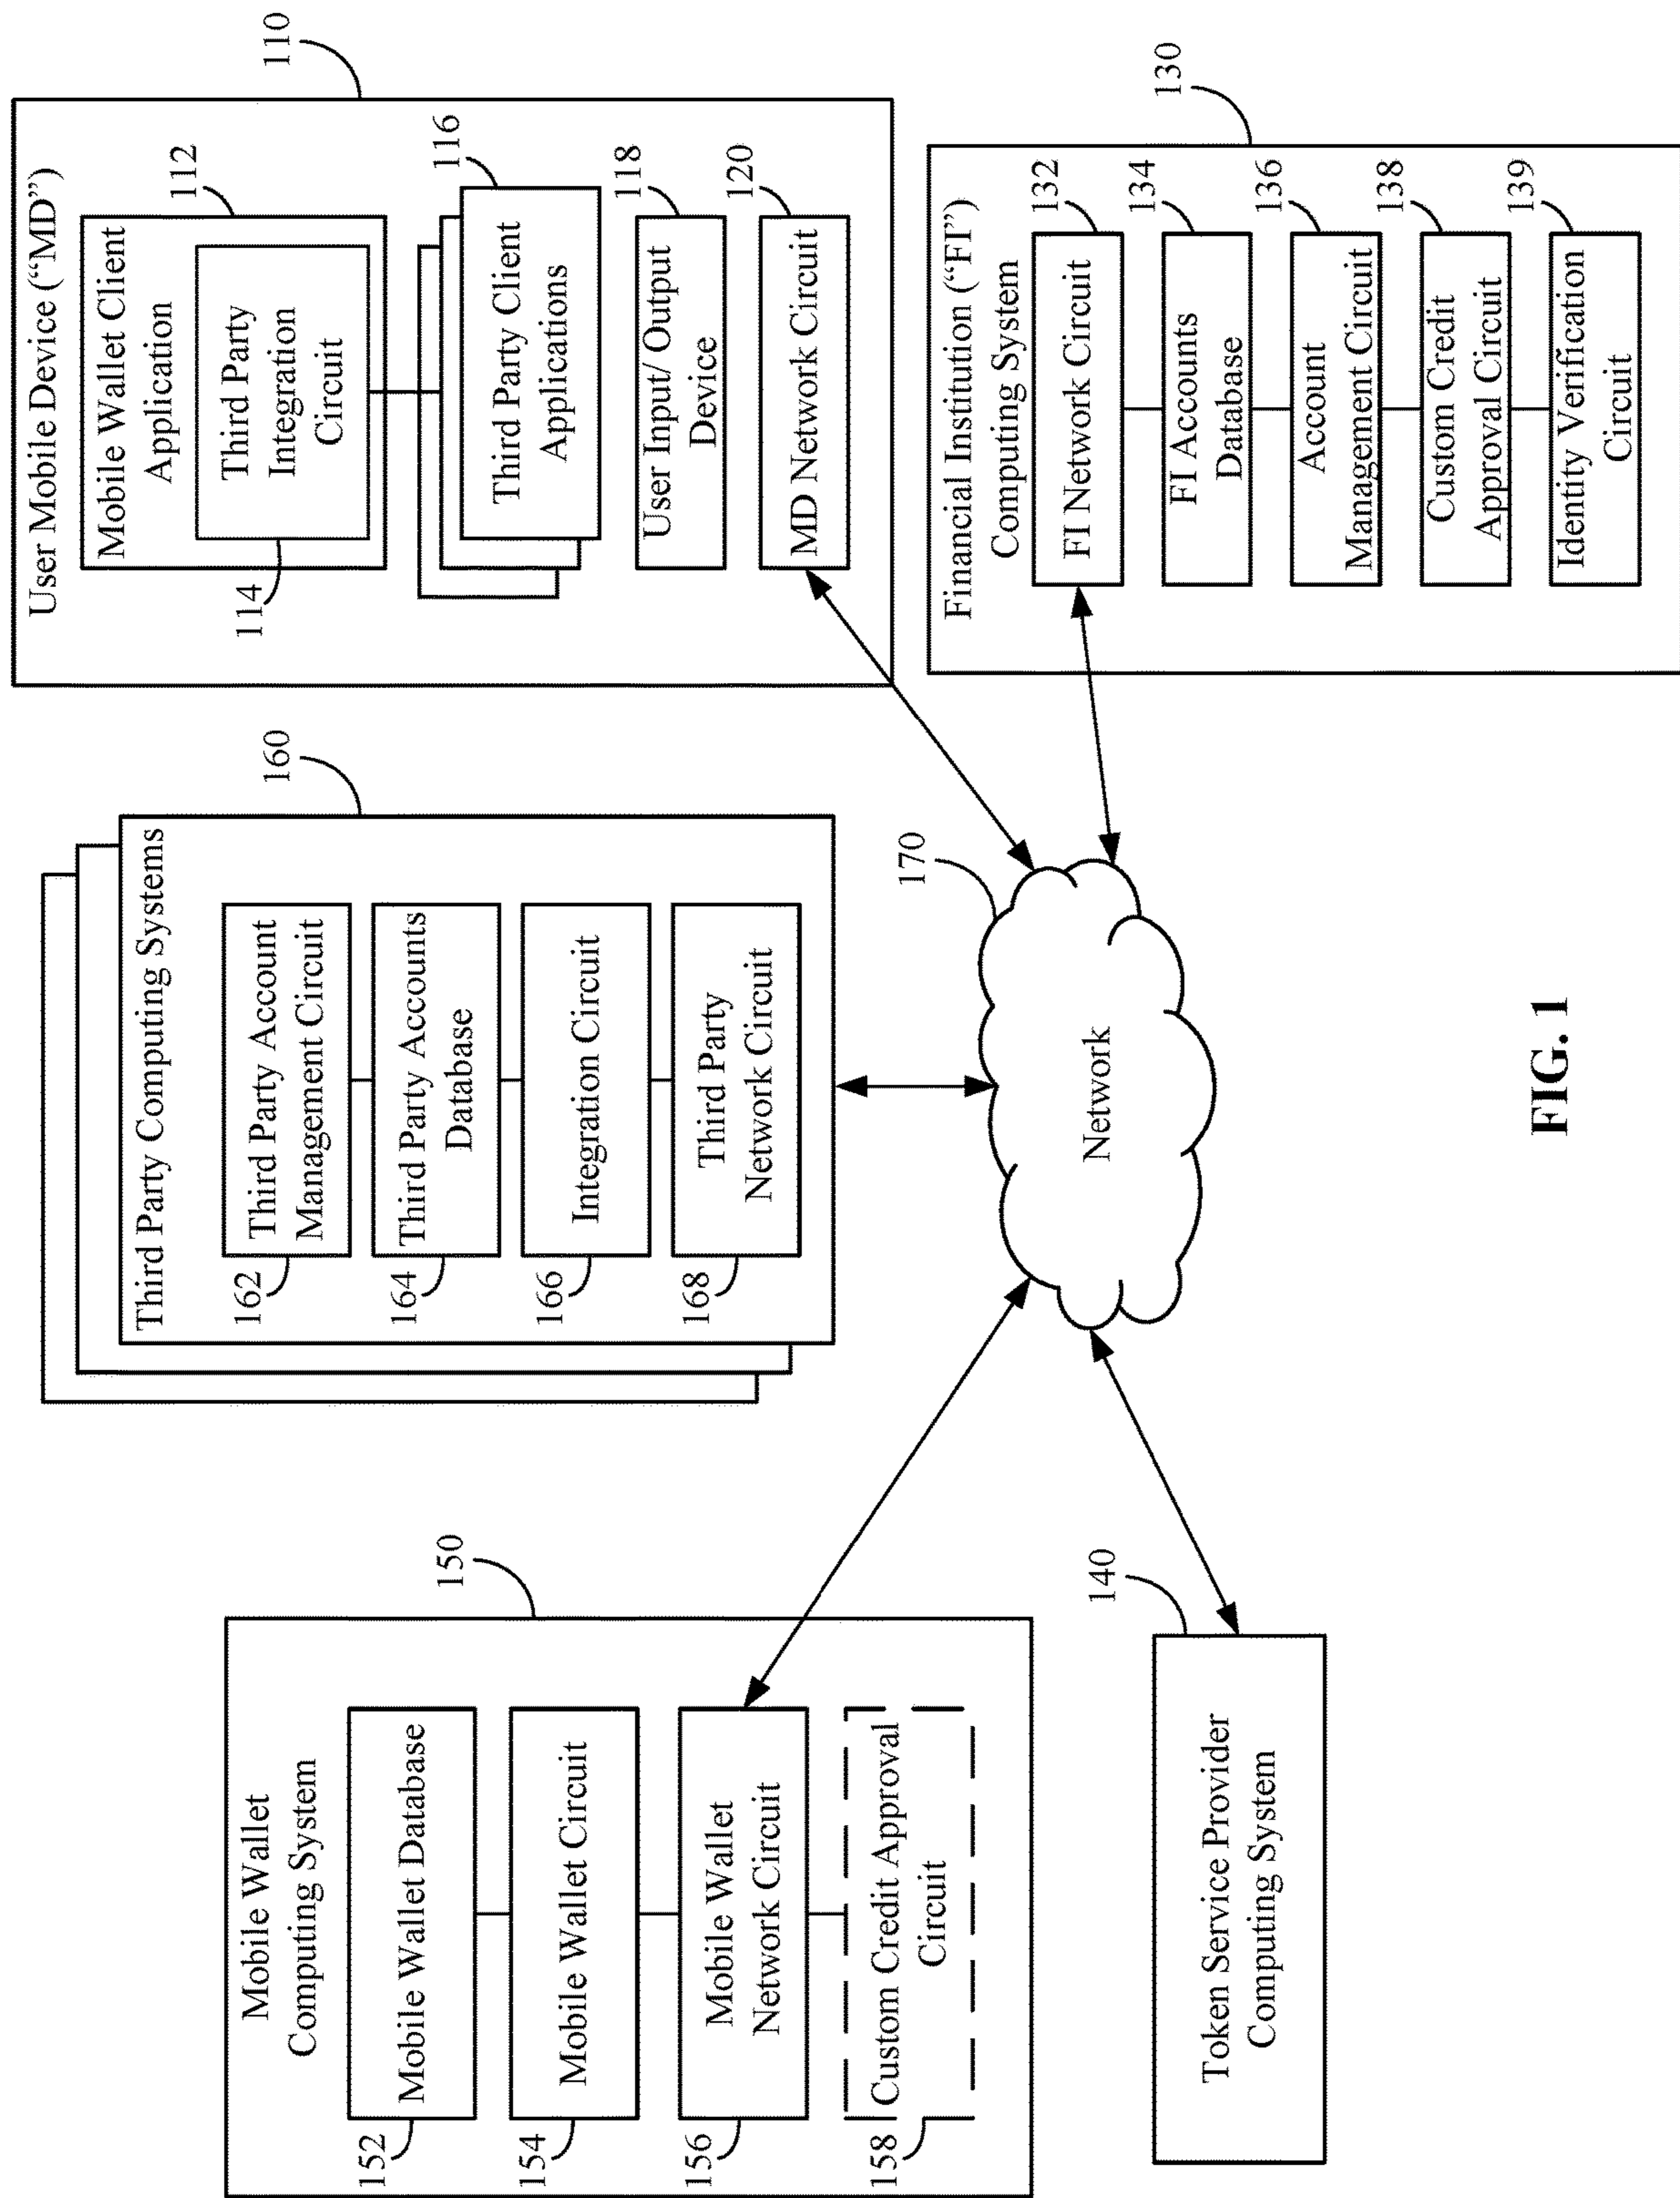 Mobile Wallet
Computing System
150
Mobile Wallet Database
152
Mobile Wallet Circuit
154
Mobile Wallet
Network Circuit
156
Custom Credit Approval
Circuit
158
Token Service Provider
Computing System
140
Third Party Computing Systems
160
Third Party Account
Management Circuit
162
Third Party Accounts
Database
164
Integration Circuit
166
Third Party
Network Circuit
168
Network
170
User Mobile Device (“MD”)
110
Mobile Wallet Client
Application
112
Third Party
Integration
Circuit
114
Third Party Client
Applications
116
User Input/ Output
Device
118
MD Network Circuit
120
Financial Institution (“FI”)
Computing System
130
FI Network Circuit
132
FI Accounts
Database
134
Account
Management Circuit
136
Custom Credit
Approval Circuit
138
Identity Verification
Circuit
139
FIG. 1